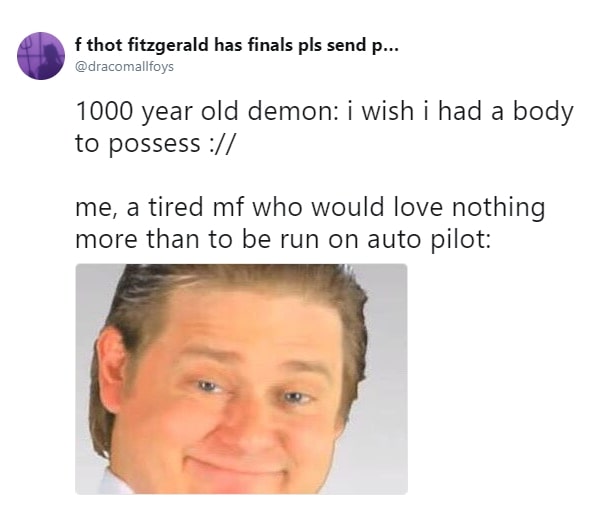 f thot fitzgerald has finals pls send p...
@dracomallfoys
1000 year old demon: i wish i had a body
to possess ://
me, a tired mf who would love nothing
more than to be run on auto pilot: